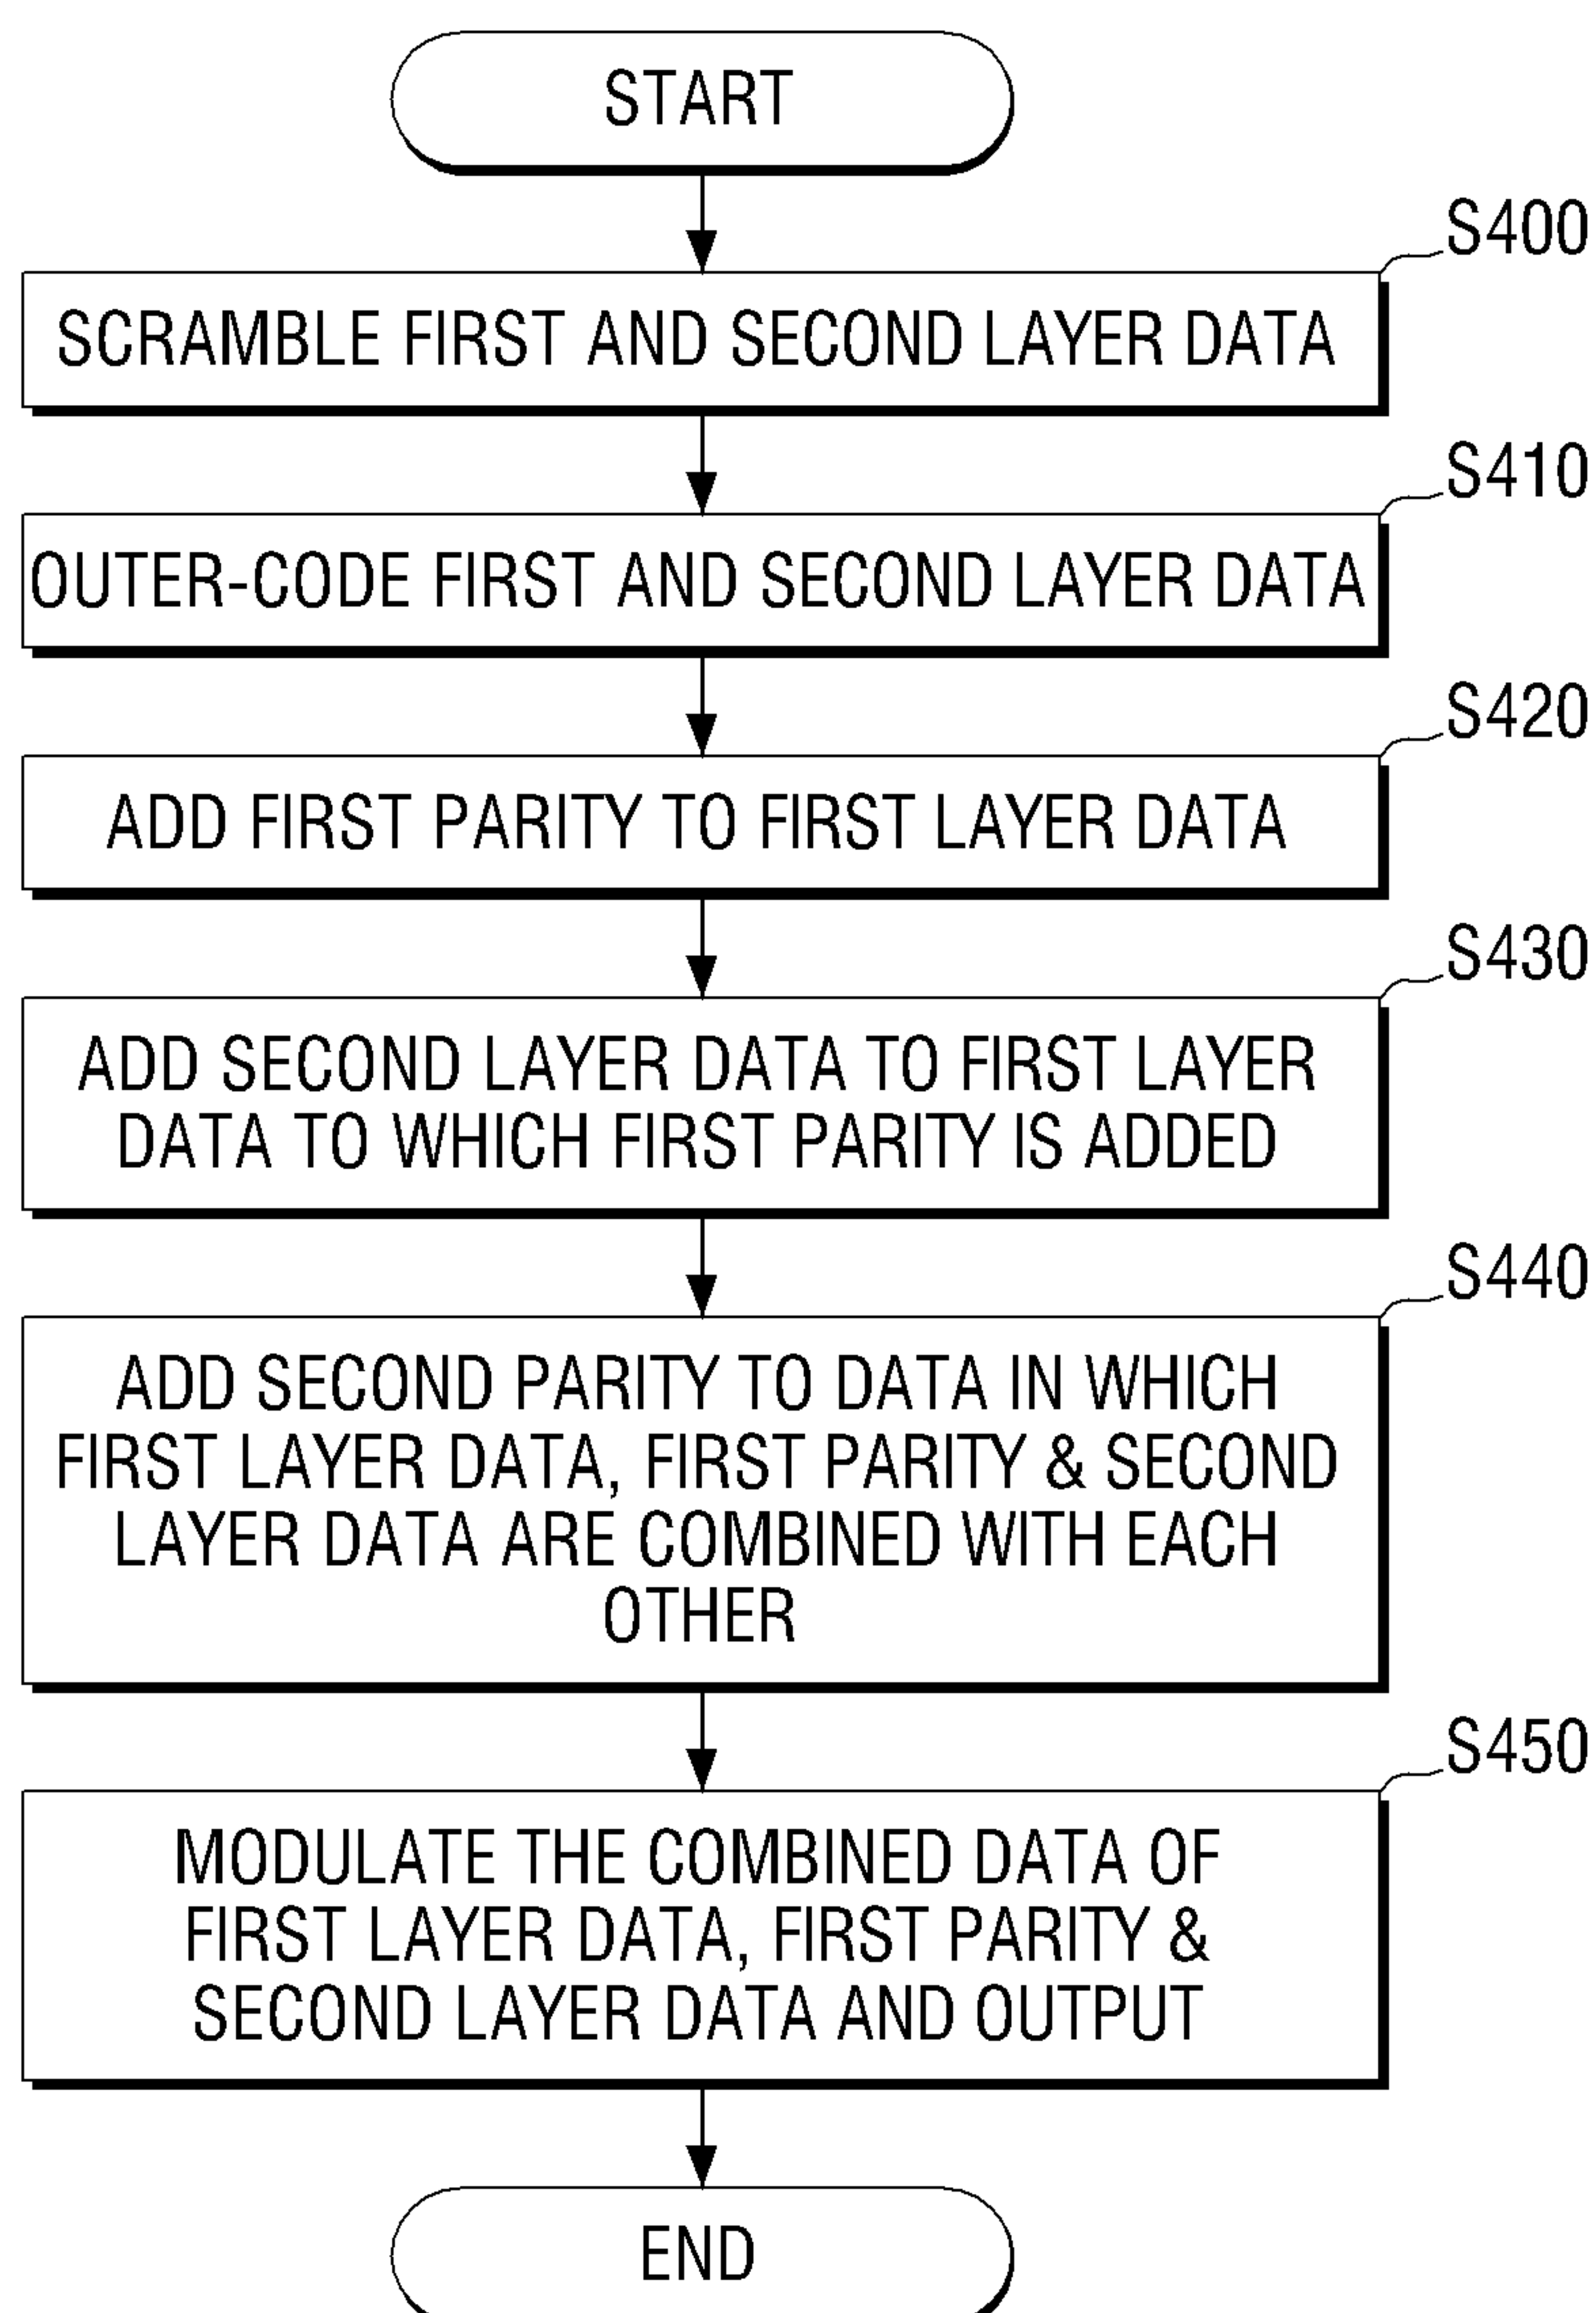 START
S400
SCRAMBLE FIRST AND SECOND LAYER DATA
S410
OUTER-CODE FIRST AND SECOND LAYER DATA
S420
ADD FIRST PARITY TO FIRST LAYER DATA
S430
ADD SECOND LAYER DATA TO FIRST LAYER
DATA TO WHICH FIRST PARITY IS ADDED
S440
ADD SECOND PARITY TO DATA IN WHICH
FIRST LAYER DATA, FIRST PARITY & SECOND
LAYER DATA ARE COMBINED WITH EACH
OTHER
S450
MODULATE THE COMBINED DATA OF
FIRST LAYER DATA, FIRST PARITY &
SECOND LAYER DATA AND OUTPUT
END